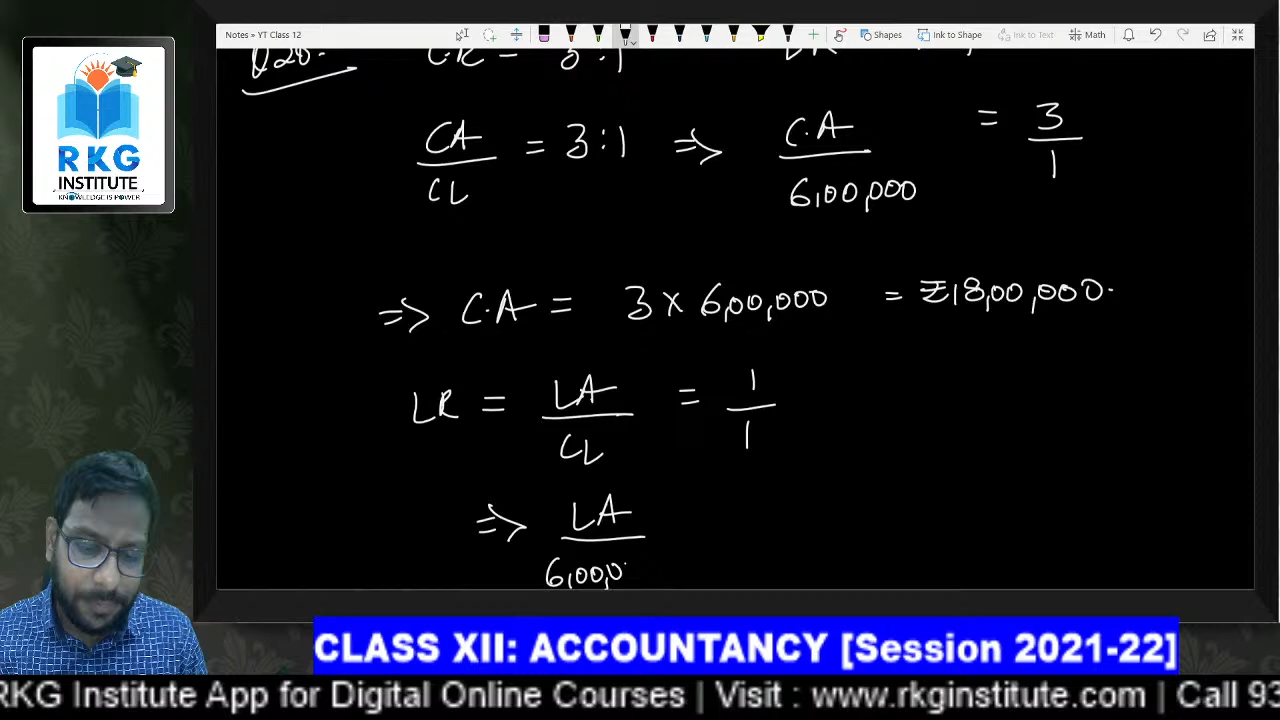 Notes » YT Class 12
Shapes
Ink to Shape
Ink to Text
Math
CA/CL = 3:1 ⇒ C.A/6,00,000 = 3/1
⇒ C.A = 3 × 6,00,000 = ₹18,00,000.
LR = LA/CL = 1/1
⇒ LA/6,00,0
RKG
INSTITUTE
KNOWLEDGE IS POWER
CLASS XII: ACCOUNTANCY [Session 2021-22]
RKG Institute App for Digital Online Courses | Visit : www.rkginstitute.com | Call 93